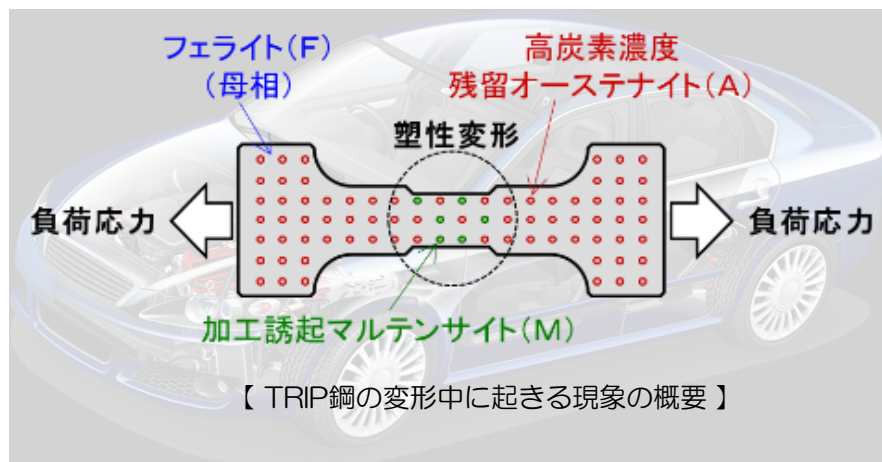 フェライト(F)
(母相)
高炭素濃度
残留オーステナイト(A)
塑性変形
負荷応力
負荷応力
加工誘起マルテンサイト(M)
【 TRIP鋼の変形中に起きる現象の概要 】